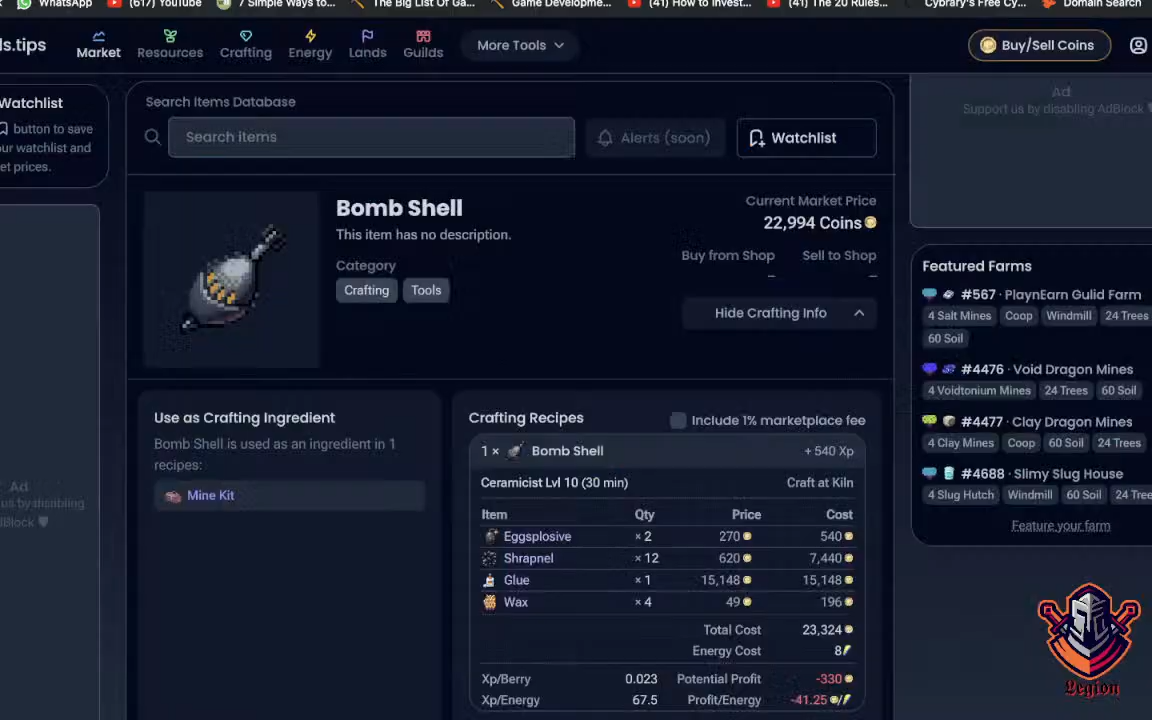 WhatsApp (617) YouTube 7 Simple Ways to... The Big List Of Ga... Game Developme... (41) How to Invest... (41) The 20 Rules... Cybrary's Free Cy... Domain Search
ls.tips Market Resources Crafting Energy Lands Guilds More Tools Buy/Sell Coins
Watchlist
button to save
our watchlist and
et prices.
Ad
us by disabling
dBlock
Search Items Database
Search items Alerts (soon) Watchlist
Bomb Shell
This item has no description.
Category
Crafting Tools
Current Market Price
22,994 Coins
Buy from Shop Sell to Shop
– –
Hide Crafting Info
Use as Crafting Ingredient
Bomb Shell is used as an ingredient in 1
recipes:
Mine Kit
Crafting Recipes Include 1% marketplace fee
1 × Bomb Shell + 540 Xp
Ceramicist Lvl 10 (30 min) Craft at Kiln
Item Qty Price Cost
Eggsplosive × 2 270 540
Shrapnel × 12 620 7,440
Glue × 1 15,148 15,148
Wax × 4 49 196
Total Cost 23,324
Energy Cost 8
Xp/Berry 0.023 Potential Profit -330
Xp/Energy 67.5 Profit/Energy -41.25 /
Ad
Support us by disabling AdBlock
Featured Farms
#567 · PlaynEarn Gulid Farm
4 Salt Mines Coop Windmill 24 Trees
60 Soil
#4476 · Void Dragon Mines
4 Voidtonium Mines 24 Trees 60 Soil
#4477 · Clay Dragon Mines
4 Clay Mines Coop 60 Soil 24 Trees
#4688 · Slimy Slug House
4 Slug Hutch Windmill 60 Soil 24 Tree
Feature your farm
Legion